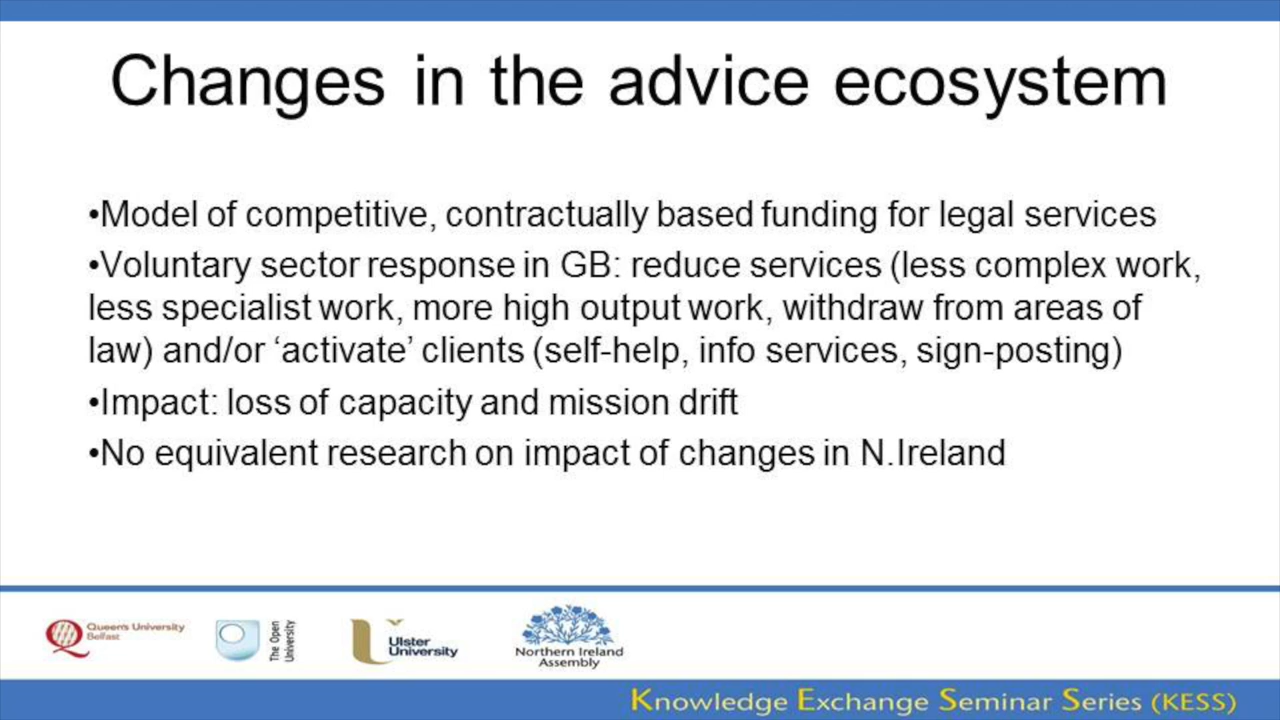 Changes in the advice ecosystem
•Model of competitive, contractually based funding for legal services
•Voluntary sector response in GB: reduce services (less complex work,
less specialist work, more high output work, withdraw from areas of
law) and/or ‘activate’ clients (self-help, info services, sign-posting)
•Impact: loss of capacity and mission drift
•No equivalent research on impact of changes in N.Ireland
Queen's University
Belfast
The Open
University
Ulster
University
Northern Ireland
Assembly
Knowledge Exchange Seminar Series (KESS)